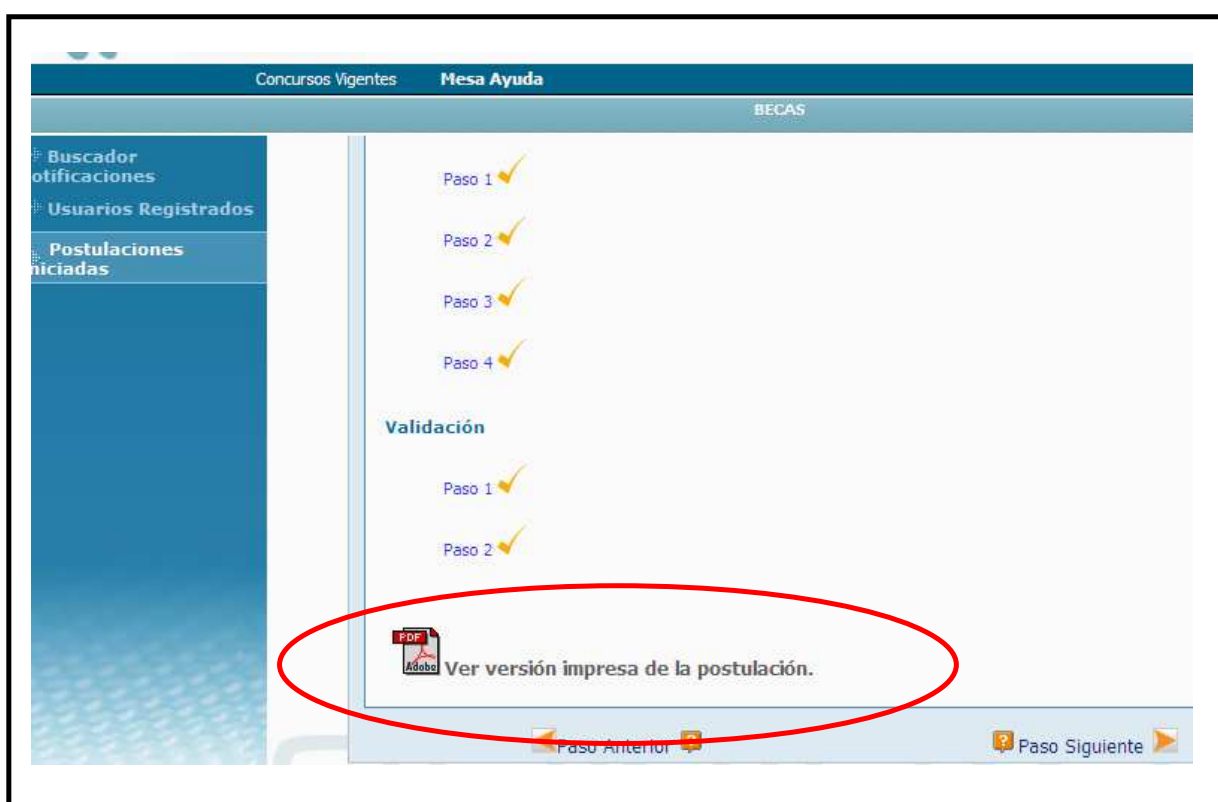 Concursos Vigentes Mesa Ayuda
BECAS
Buscador
otificaciones
Usuarios Registrados
Postulaciones
niciadas
Paso 1
Paso 2
Paso 3
Paso 4
Validación
Paso 1
Paso 2
PDF
Adobe
Ver versión impresa de la postulación.
Paso Anterior ?
? Paso Siguiente